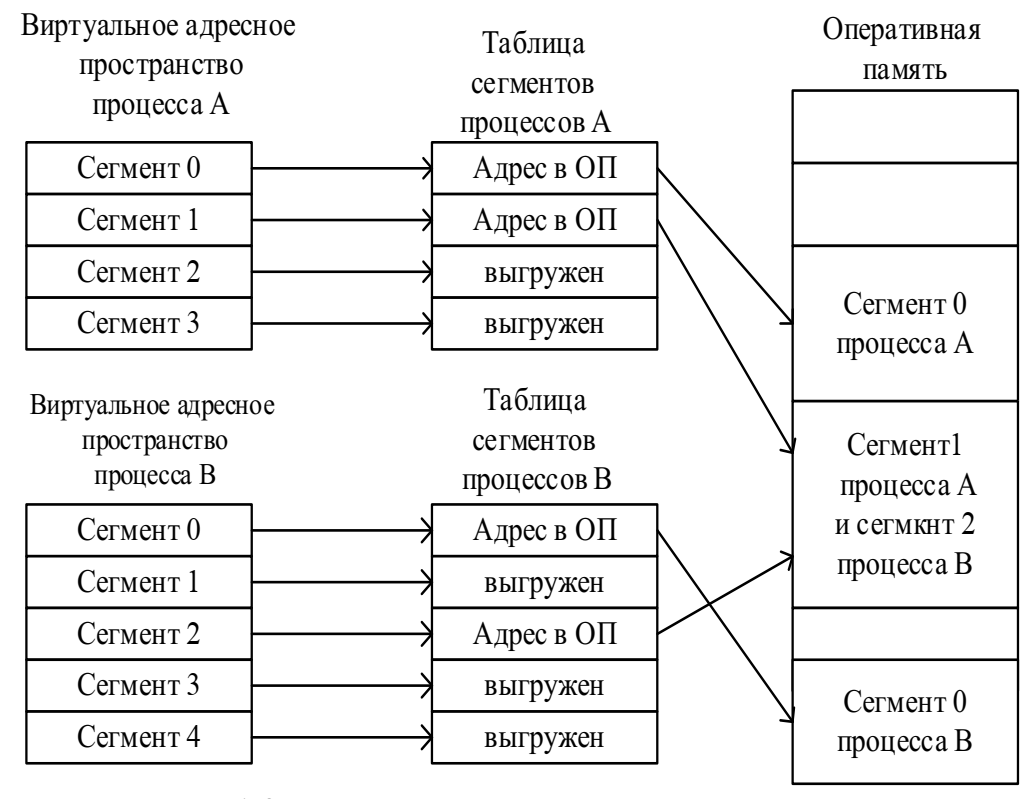 Виртуальное адресное
пространство
процесса А
Таблица
сегментов
процессов А
Оперативная
память
Сегмент 0
Адрес в ОП
Сегмент 1
Адрес в ОП
Сегмент 2
выгружен
Сегмент 3
выгружен
Сегмент 0
процесса А
Виртуальное адресное
пространство
процесса В
Таблица
сегментов
процессов В
Сегмент1
процесса А
и сегмкнт 2
процесса В
Сегмент 0
Адрес в ОП
Сегмент 1
выгружен
Сегмент 2
Адрес в ОП
Сегмент 3
выгружен
Сегмент 4
выгружен
Сегмент 0
процесса В